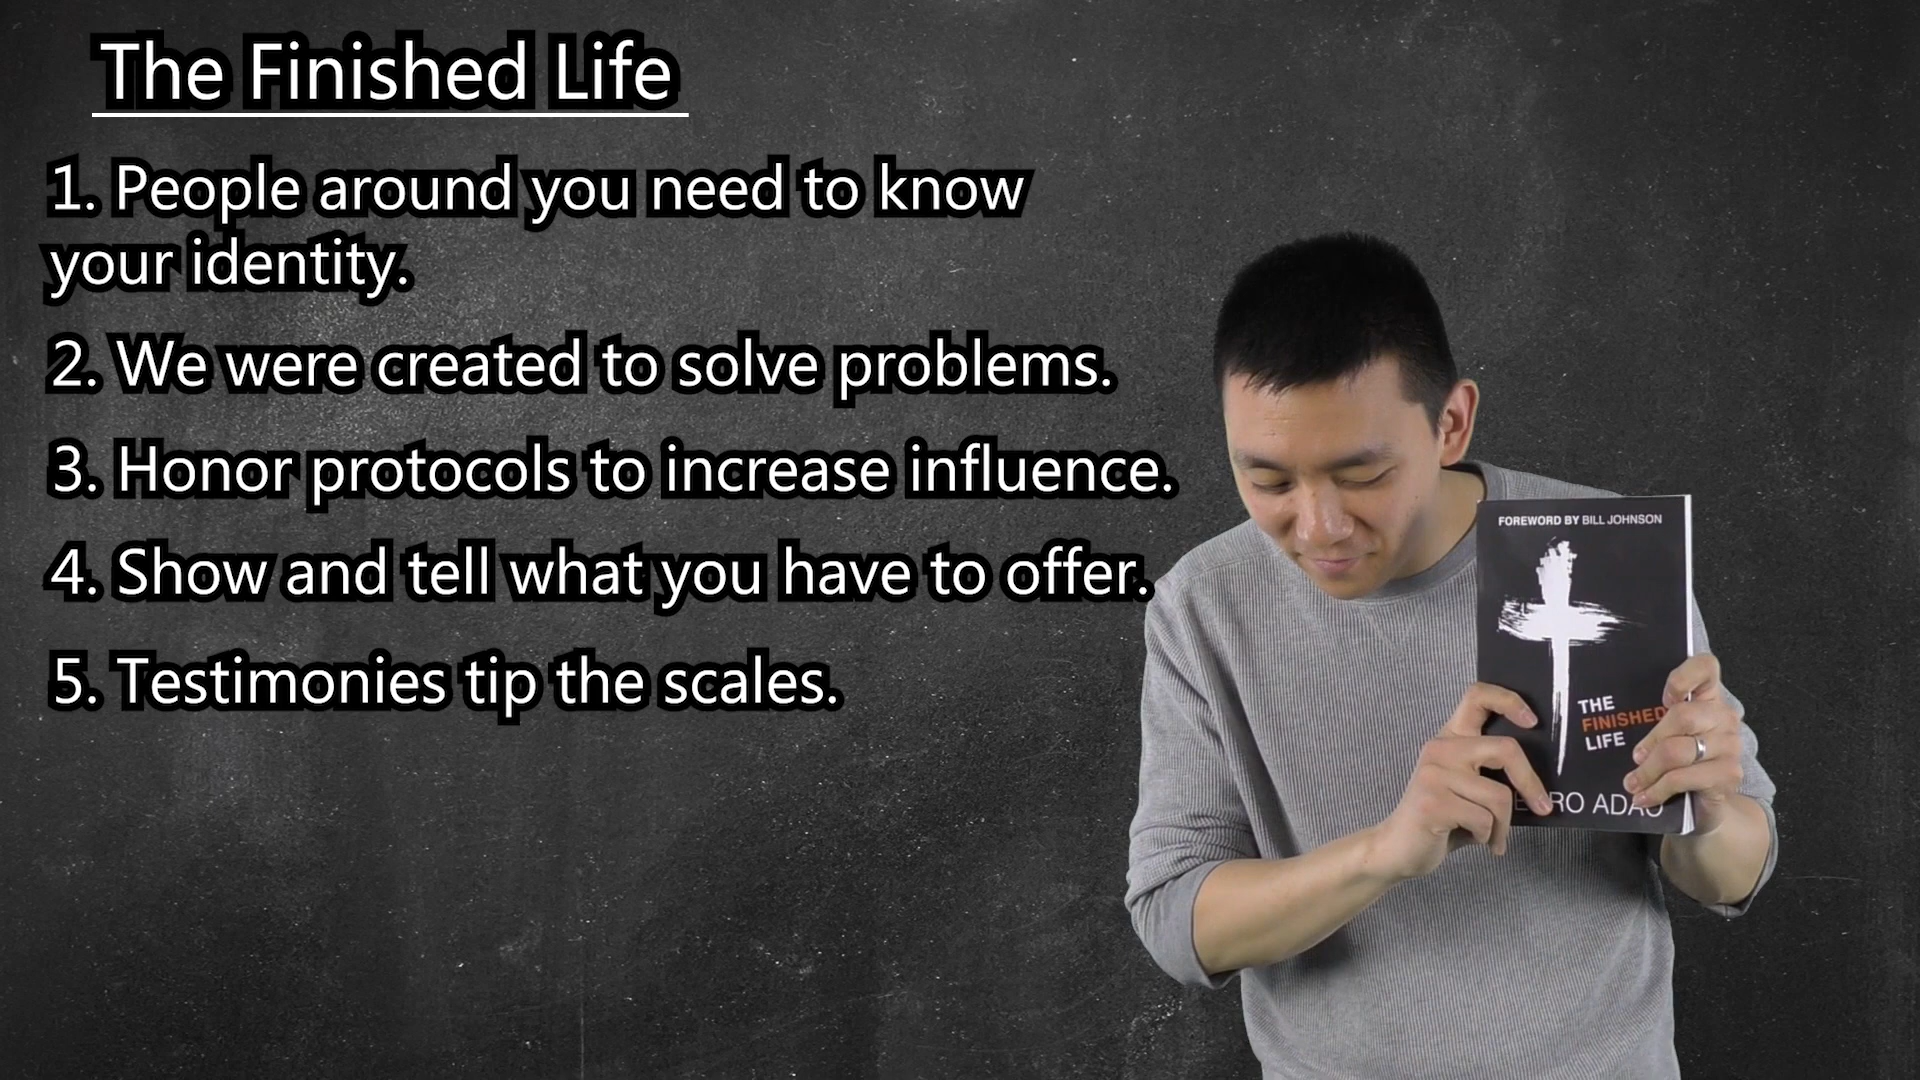 The Finished Life
1. People around you need to know
your identity.
2. We were created to solve problems.
3. Honor protocols to increase influence.
4. Show and tell what you have to offer.
5. Testimonies tip the scales.
FOREWORD BY BILL JOHNSON
THE
FINISHED
LIFE
ADAO